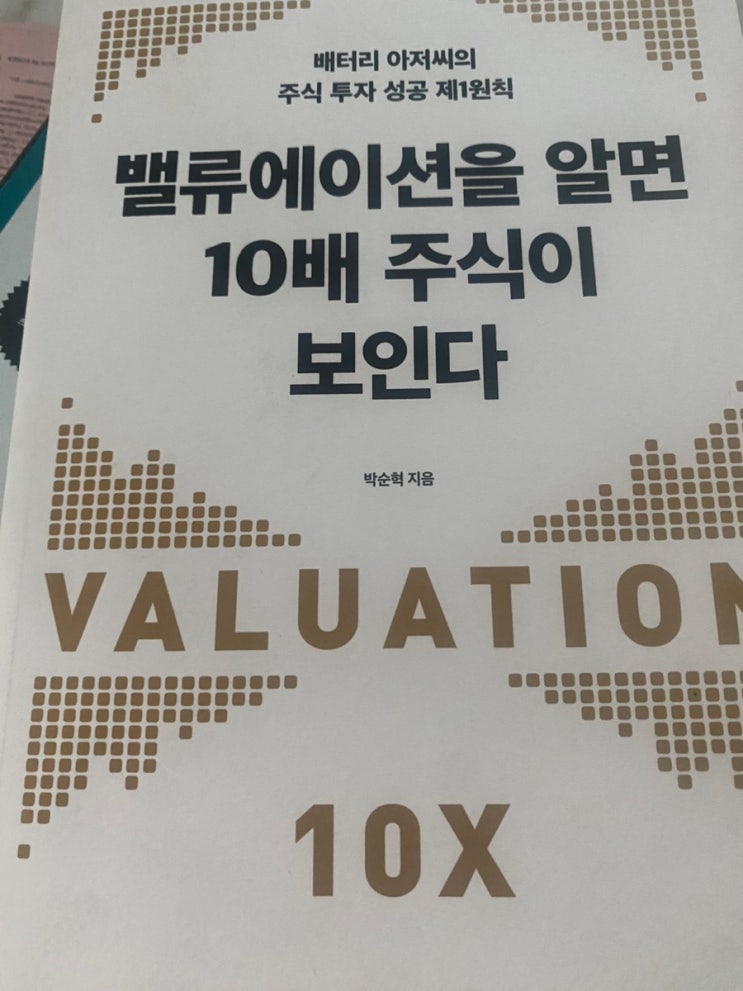 배터리 아저씨의
주식 투자 성공 제1원칙
밸류에이션을 알면
10배 주식이
보인다
박순혁 지음
VALUATION
10X